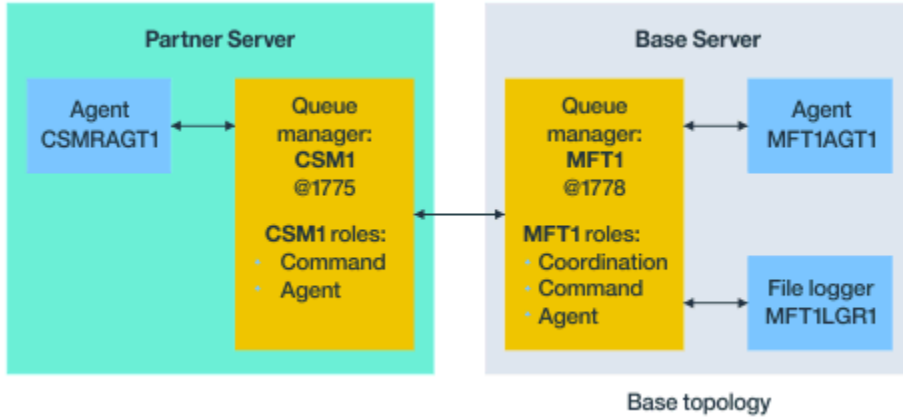 Partner Server
Agent
CSMRAGT1
Queue
manager:
CSM1
@1775
CSM1 roles:
• Command
• Agent
Base Server
Queue
manager:
MFT1
@1778
MFT1 roles:
• Coordination
• Command
• Agent
Agent
MFT1AGT1
File logger
MFT1LGR1
Base topology